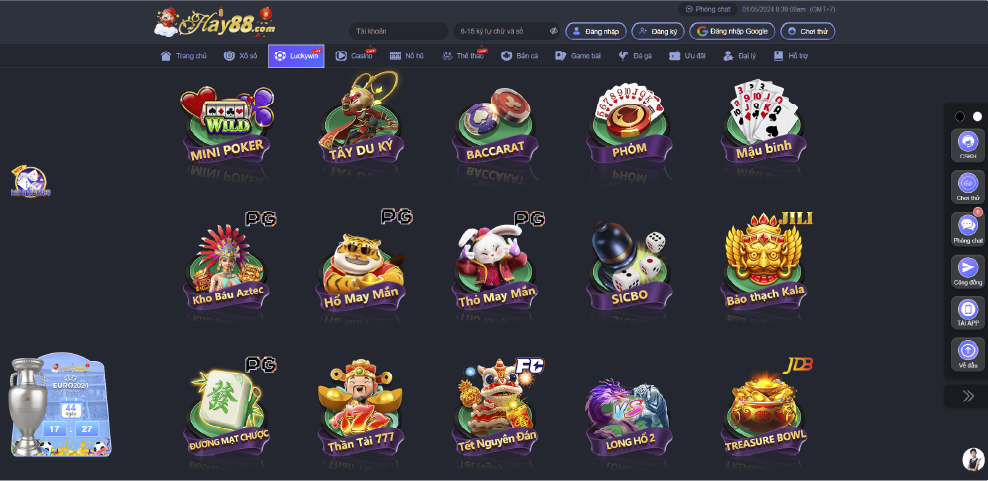 Hay88.com
Phòng chat 01/05/2024 8:39:09am (GMT+7)
Tài khoản 6-15 ký tự chữ và số Đăng nhập Đăng ký Đăng nhập Google Chơi thử
Trang chủ Xổ số Luckywin Casino Nổ hũ Thể thao Bắn cá Game bài Đá gà Ưu đãi Đại lý Hỗ trợ
WILD
MINI POKER TÂY DU KÝ BACCARAT PHỎM Mậu binh
CSKH
Chơi thử
5
Phòng chat
PG PG PG JILI
Kho Báu Aztec Hổ May Mắn Thỏ May Mắn SICBO Bảo thạch Kala
Cộng đồng
TẢI APP
Về đầu
PG FC JDB
777 VS
ĐƯỜNG MẠT CHƯỢC Thần Tài 777 Tết Nguyên Đán LONG HỔ 2 TREASURE BOWL
EURO2024
44
ngày
17 : 27